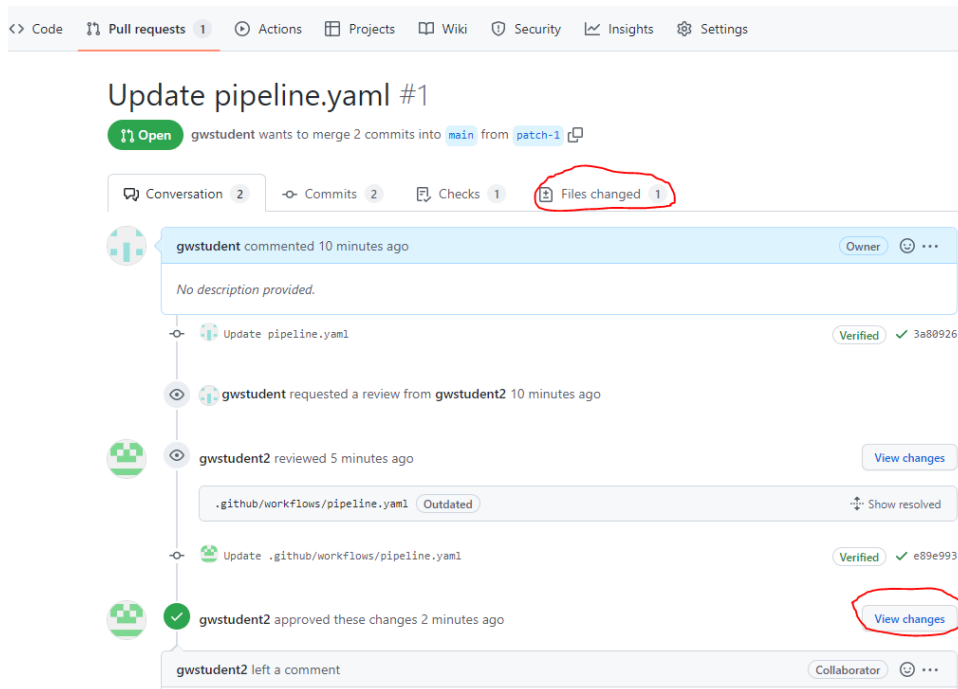 Code Pull requests 1 Actions Projects Wiki Security Insights Settings
Update pipeline.yaml #1
Open gwstudent wants to merge 2 commits into main from patch-1
Conversation 2 Commits 2 Checks 1 Files changed 1
gwstudent commented 10 minutes ago Owner
No description provided.
Update pipeline.yaml Verified 3a80926
gwstudent requested a review from gwstudent2 10 minutes ago
gwstudent2 reviewed 5 minutes ago View changes
.github/workflows/pipeline.yaml Outdated Show resolved
Update .github/workflows/pipeline.yaml Verified e89e993
gwstudent2 approved these changes 2 minutes ago View changes
gwstudent2 left a comment Collaborator